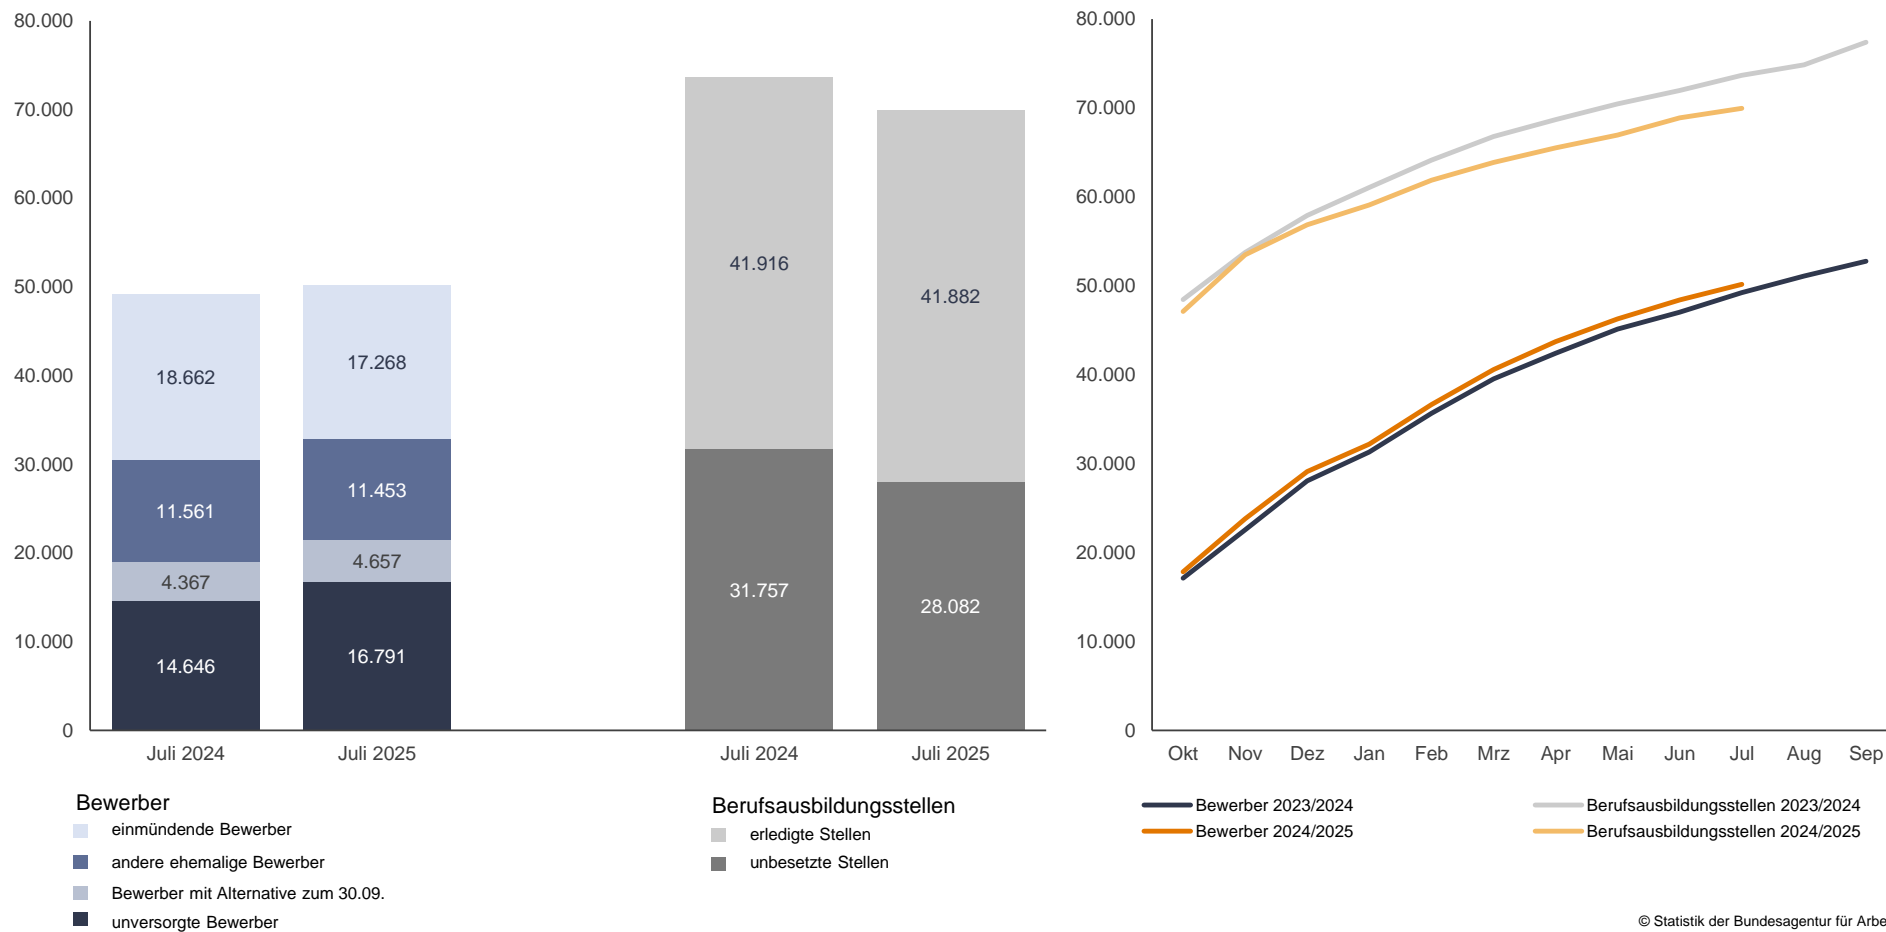 80.000
70.000
60.000
50.000
40.000
30.000
20.000
10.000
0
18.662
11.561
4.367
14.646
17.268
11.453
4.657
16.791
41.916
31.757
41.882
28.082
Juli 2024
Juli 2025
Juli 2024
Juli 2025
Bewerber
einmündende Bewerber
andere ehemalige Bewerber
Bewerber mit Alternative zum 30.09.
unversorgte Bewerber
Berufsausbildungsstellen
erledigte Stellen
unbesetzte Stellen
80.000
70.000
60.000
50.000
40.000
30.000
20.000
10.000
0
Okt Nov Dez Jan Feb Mrz Apr Mai Jun Jul Aug Sep
Bewerber 2023/2024
Berufsausbildungsstellen 2023/2024
Bewerber 2024/2025
Berufsausbildungsstellen 2024/2025
© Statistik der Bundesagentur für Arbe